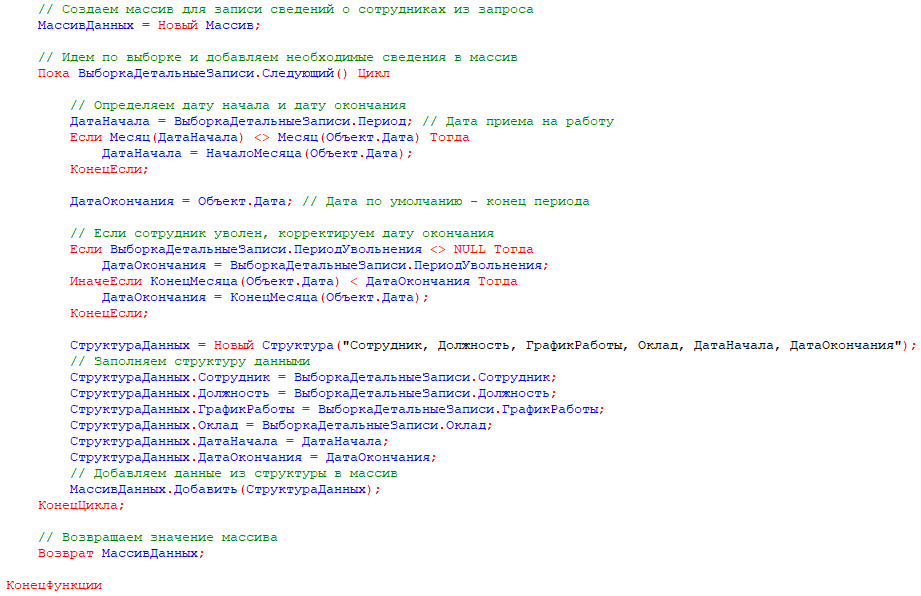 // Создаем массив для записи сведений о сотрудниках из запроса
МассивДанных = Новый Массив;
// Идем по выборке и добавляем необходимые сведения в массив
Пока ВыборкаДетальныеЗаписи.Следующий() Цикл
// Определяем дату начала и дату окончания
ДатаНачала = ВыборкаДетальныеЗаписи.Период; // Дата приема на работу
Если Месяц(ДатаНачала) <> Месяц(Объект.Дата) Тогда
ДатаНачала = НачалоМесяца(Объект.Дата);
КонецЕсли;
ДатаОкончания = Объект.Дата; // Дата по умолчанию - конец периода
// Если сотрудник уволен, корректируем дату окончания
Если ВыборкаДетальныеЗаписи.ПериодУвольнения <> NULL Тогда
ДатаОкончания = ВыборкаДетальныеЗаписи.ПериодУвольнения;
ИначеЕсли КонецМесяца(Объект.Дата) < ДатаОкончания Тогда
ДатаОкончания = КонецМесяца(Объект.Дата);
КонецЕсли;
СтруктураДанных = Новый Структура("Сотрудник, Должность, ГрафикРаботы, Оклад, ДатаНачала, ДатаОкончания");
// Заполняем структуру данными
СтруктураДанных.Сотрудник = ВыборкаДетальныеЗаписи.Сотрудник;
СтруктураДанных.Должность = ВыборкаДетальныеЗаписи.Должность;
СтруктураДанных.ГрафикРаботы = ВыборкаДетальныеЗаписи.ГрафикРаботы;
СтруктураДанных.Оклад = ВыборкаДетальныеЗаписи.Оклад;
СтруктураДанных.ДатаНачала = ДатаНачала;
СтруктураДанных.ДатаОкончания = ДатаОкончания;
// Добавляем данные из структуры в массив
МассивДанных.Добавить(СтруктураДанных);
КонецЦикла;
// Возвращаем значение массива
Возврат МассивДанных;
КонецФункции